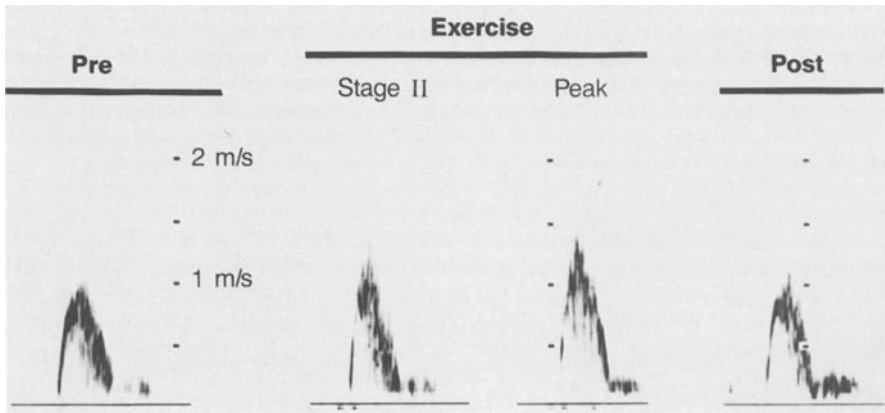 Exercise
Pre
Stage II
Peak
Post
- 2 m/s
- 1 m/s